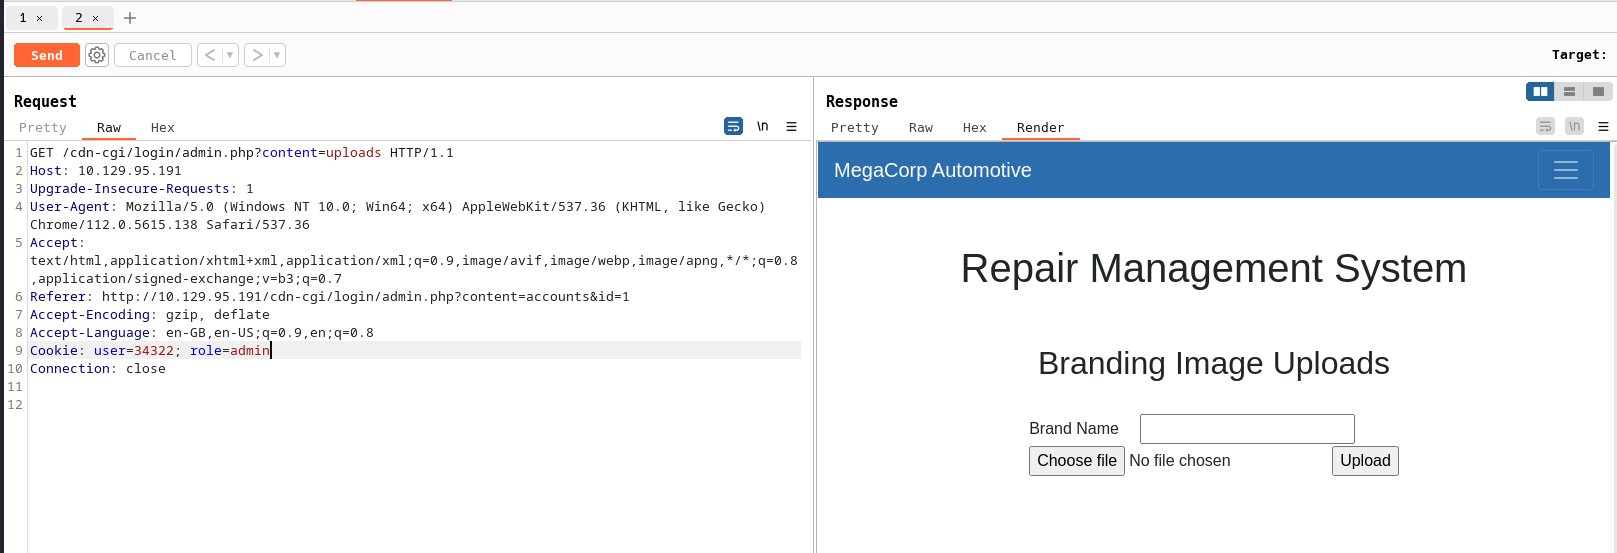 1 × 2 × +
Send Cancel < >
Target:
Request
Pretty Raw Hex
\n
1 GET /cdn-cgi/login/admin.php?content=uploads HTTP/1.1
2 Host: 10.129.95.191
3 Upgrade-Insecure-Requests: 1
4 User-Agent: Mozilla/5.0 (Windows NT 10.0; Win64; x64) AppleWebKit/537.36 (KHTML, like Gecko)
Chrome/112.0.5615.138 Safari/537.36
5 Accept:
text/html,application/xhtml+xml,application/xml;q=0.9,image/avif,image/webp,image/apng,*/*;q=0.8
,application/signed-exchange;v=b3;q=0.7
6 Referer: http://10.129.95.191/cdn-cgi/login/admin.php?content=accounts&id=1
7 Accept-Encoding: gzip, deflate
8 Accept-Language: en-GB,en-US;q=0.9,en;q=0.8
9 Cookie: user=34322; role=admin
10 Connection: close
11
12
Response
Pretty Raw Hex Render
\n
MegaCorp Automotive
Repair Management System
Branding Image Uploads
Brand Name
Choose file No file chosen Upload